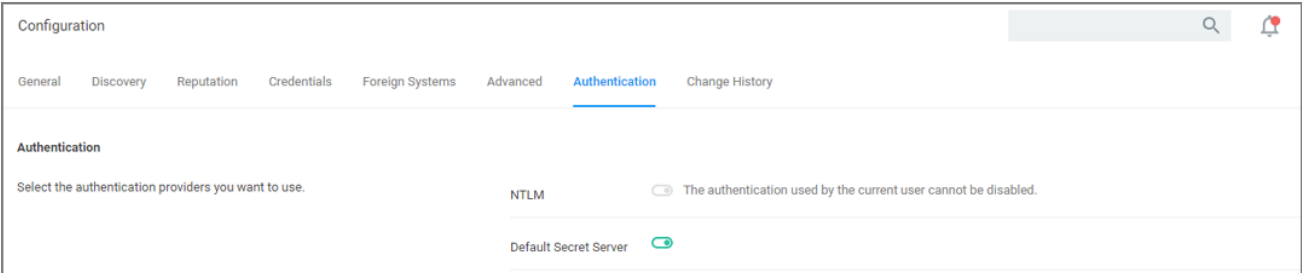 Configuration
General Discovery Reputation Credentials Foreign Systems Advanced Authentication Change History
Authentication
Select the authentication providers you want to use.
NTLM The authentication used by the current user cannot be disabled.
Default Secret Server